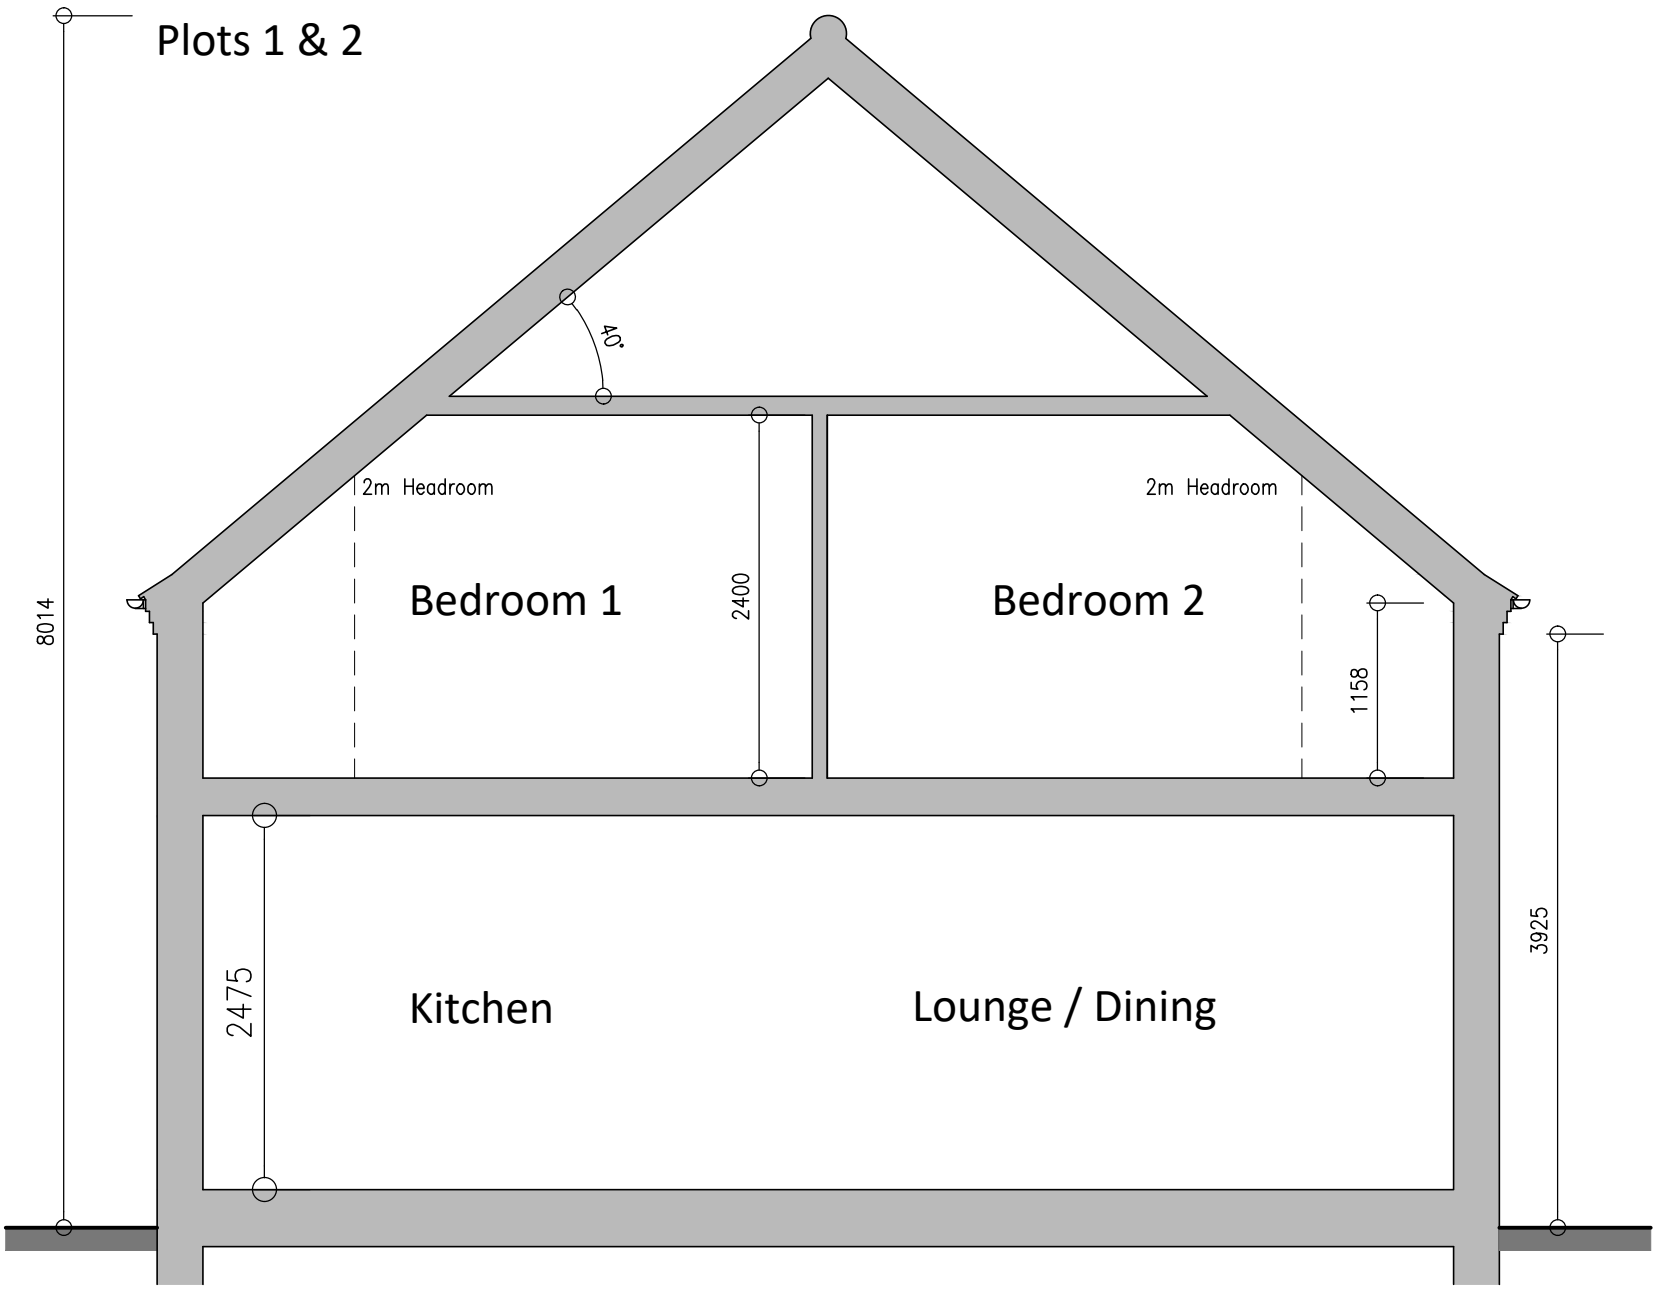 Plots 1 & 2
40°
2m Headroom
2m Headroom
Bedroom 1
2400
Bedroom 2
8014
1158
3925
2475
Kitchen
Lounge / Dining